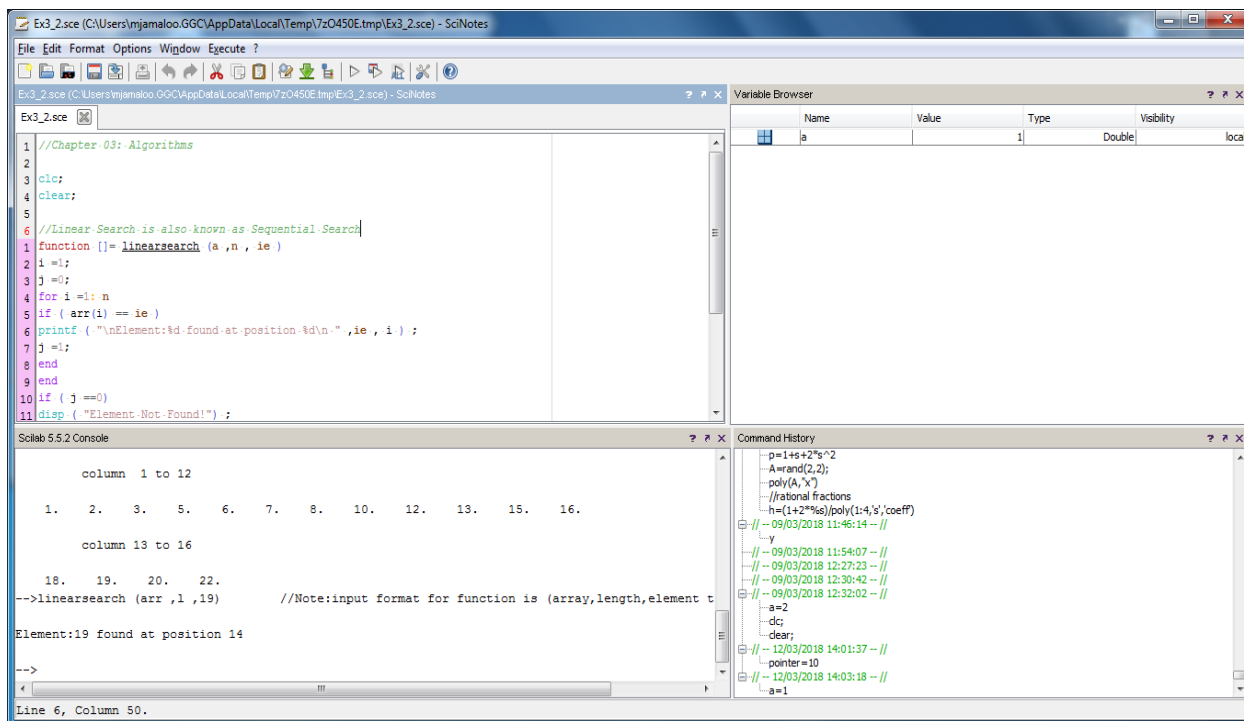 Ex3_2.sce (C:\Users\mjamaloo.GGC\AppData\Local\Temp\7zO450E.tmp\Ex3_2.sce) - SciNotes
File Edit Format Options Window Execute ?
Ex3_2.sce (C:\Users\mjamaloo.GGC\AppData\Local\Temp\7zO450E.tmp\Ex3_2.sce) - SciNotes ? X
Ex3_2.sce
1 //Chapter 03: Algorithms
2
3 clc;
4 clear;
5
6 //Linear Search is also known as Sequential Search
1 function []= linearsearch (a ,n , ie )
2 i =1;
3 j =0;
4 for i =1: n
5 if ( arr(i) == ie )
6 printf ( "\nElement:%d found at position %d\n " ,ie , i ) ;
7 j =1;
8 end
9 end
10 if ( j ==0)
11 disp ( "Element Not Found!") ;
Variable Browser ? X
Name Value Type Visibility
a 1 Double local
Scilab 5.5.2 Console ? X
column 1 to 12
1. 2. 3. 5. 6. 7. 8. 10. 12. 13. 15. 16.
column 13 to 16
18. 19. 20. 22.
-->linearsearch (arr ,l ,19) //Note:input format for function is (array,length,element t
Element:19 found at position 14
-->
Command History ? X
p=1+s+2*s^2
A=rand(2,2);
poly(A,"x")
//rational fractions
h=(1+2*%s)/poly(1:4,'s','coeff')
// -- 09/03/2018 11:46:14 -- //
y
// -- 09/03/2018 11:54:07 -- //
// -- 09/03/2018 12:27:23 -- //
// -- 09/03/2018 12:30:42 -- //
// -- 09/03/2018 12:32:02 -- //
a=2
clc;
clear;
// -- 12/03/2018 14:01:37 -- //
pointer=10
// -- 12/03/2018 14:03:18 -- //
a=1
Line 6, Column 50.